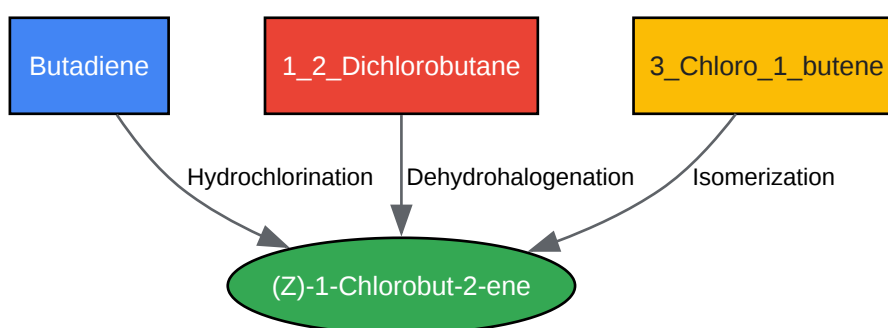 Butadiene
1_2_Dichlorobutane
3_Chloro_1_butene
Hydrochlorination
Dehydrohalogenation
Isomerization
(Z)-1-Chlorobut-2-ene